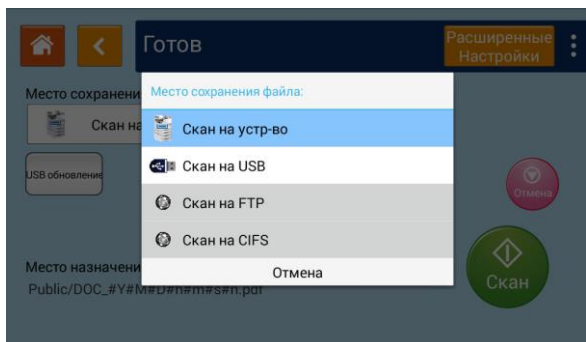 Готов
Расширенные
Настройки
Место сохранени
Скан на
USB обновление
Место сохранения файла:
Скан на устр-во
Скан на USB
Скан на FTP
Скан на CIFS
Отмена
Отмена
Скан
Место назначени
Public/DOC_#Y#M#D#h#m#s#n.pdf